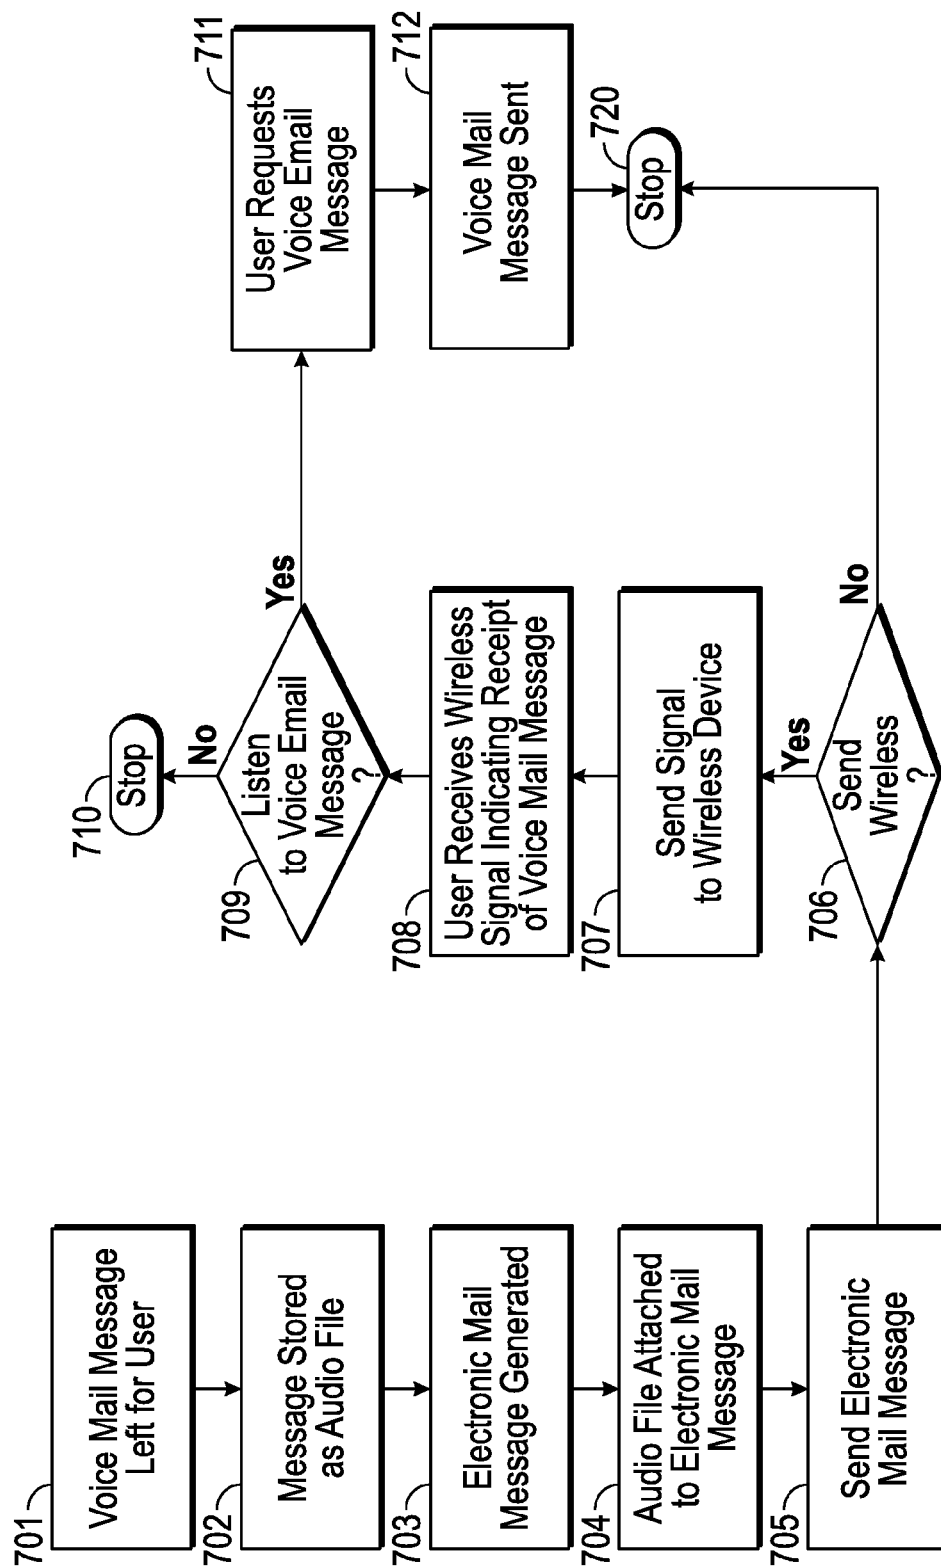 701
Voice Mail Message
Left for User
702
Message Stored
as Audio File
703
Electronic Mail
Message Generated
704
Audio File Attached
to Electronic Mail
Message
705
Send Electronic
Mail Message
706
Send
Wireless
?
Yes
No
707
Send Signal
to Wireless Device
708
User Receives Wireless
Signal Indicating Receipt
of Voice Mail Message
709
Listen
to Voice Email
Message
?
No
Yes
710
Stop
711
User Requests
Voice Email
Message
712
Voice Mail
Message Sent
720
Stop